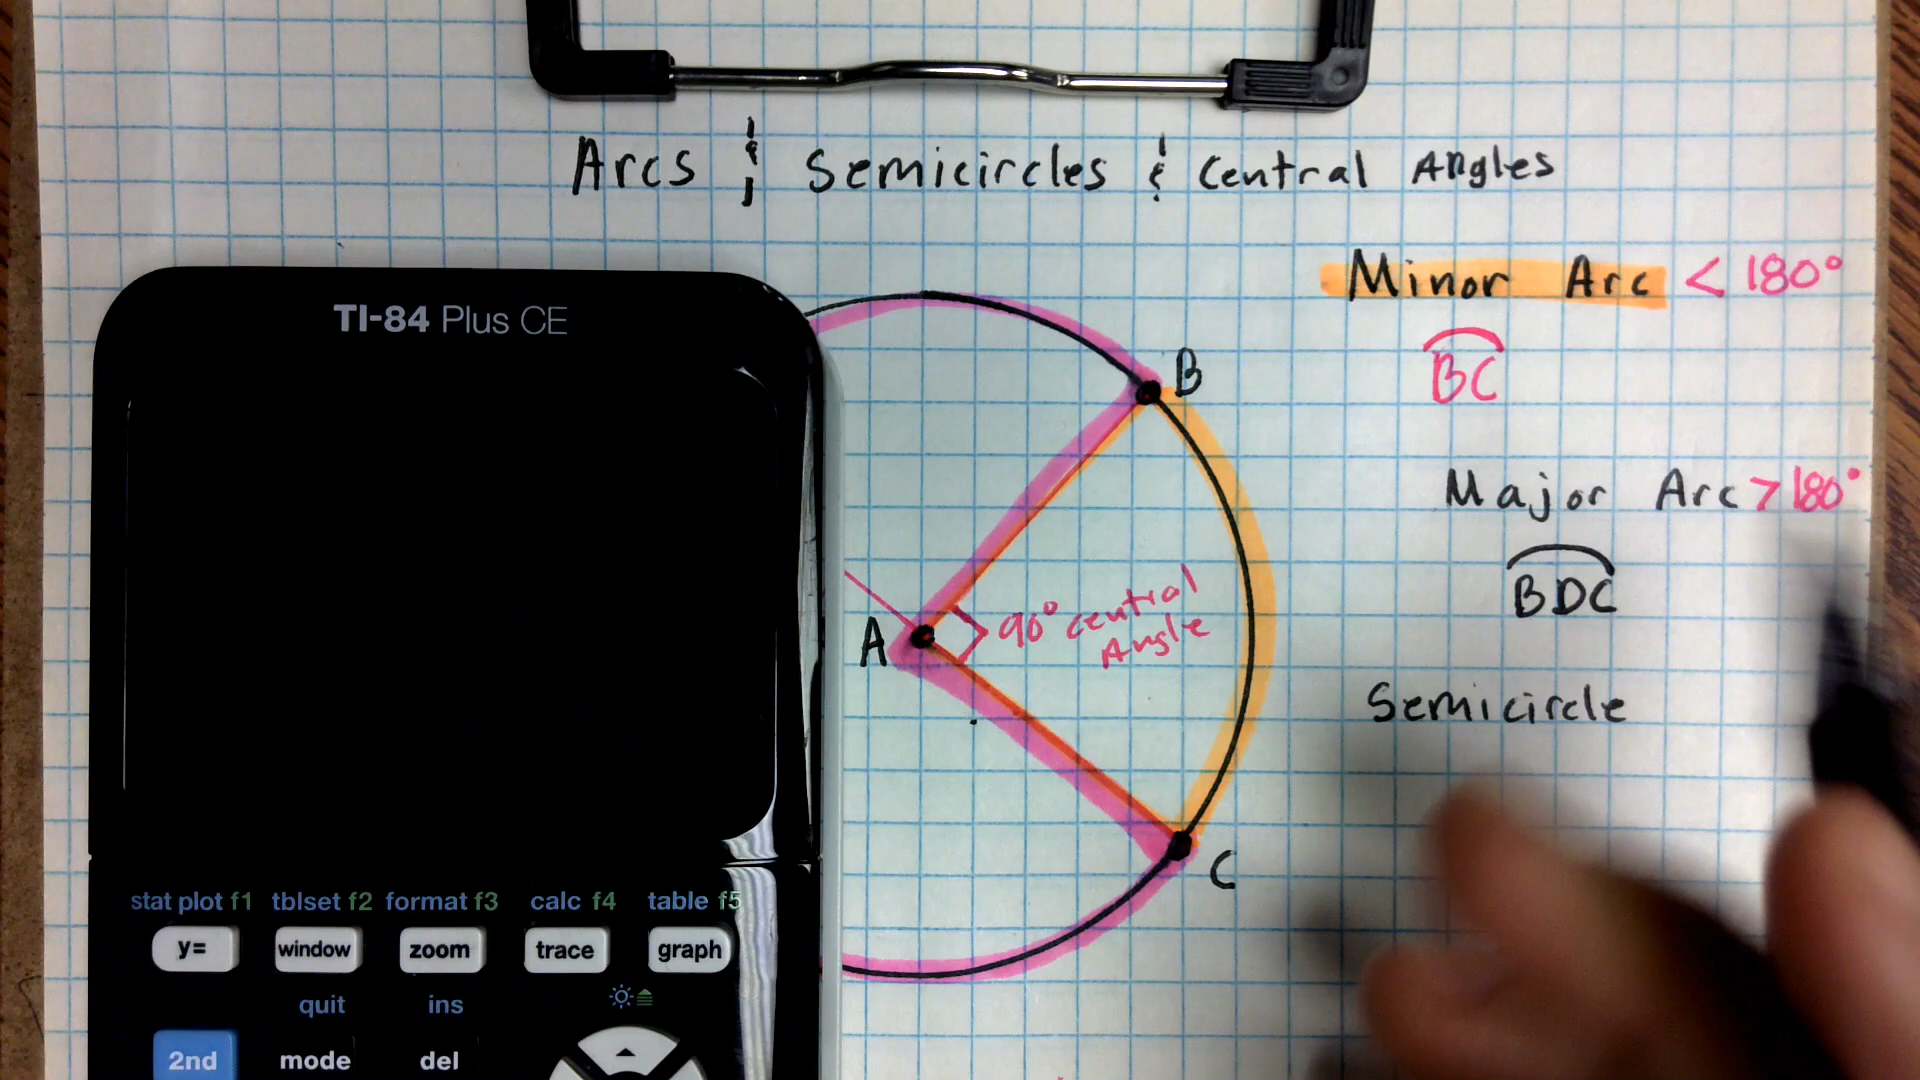 Arcs & Semicircles & Central Angles
Minor Arc < 180°
BC
Major Arc > 180°
BDC
Semicircle
B
A
90° central
Angle
C
TI-84 Plus CE
stat plot f1 tblset f2 format f3 calc f4 table f5
y= window zoom trace graph
quit ins
2nd mode del